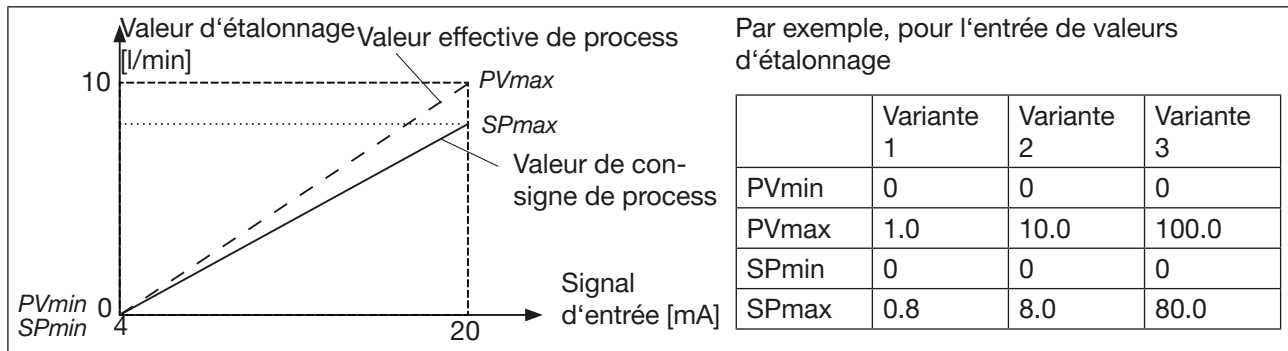 Valeur d‘étalonnage
[l/min]
Valeur effective de process
10
PVmax
SPmax
Valeur de con-
signe de process
Signal
d‘entrée [mA]
PVmin
SPmin
0
4
20
Par exemple, pour l‘entrée de valeurs
d‘étalonnage
Variante 1 Variante 2 Variante 3
PVmin 0 0 0
PVmax 1.0 10.0 100.0
SPmin 0 0 0
SPmax 0.8 8.0 80.0